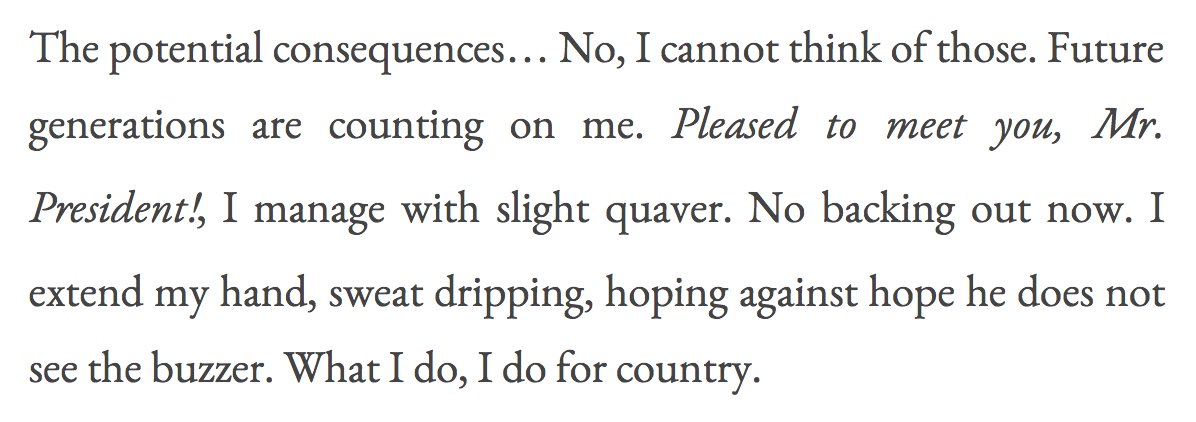 The potential consequences… No, I cannot think of those. Future
generations are counting on me. Pleased to meet you, Mr.
President!, I manage with slight quaver. No backing out now. I
extend my hand, sweat dripping, hoping against hope he does not
see the buzzer. What I do, I do for country.